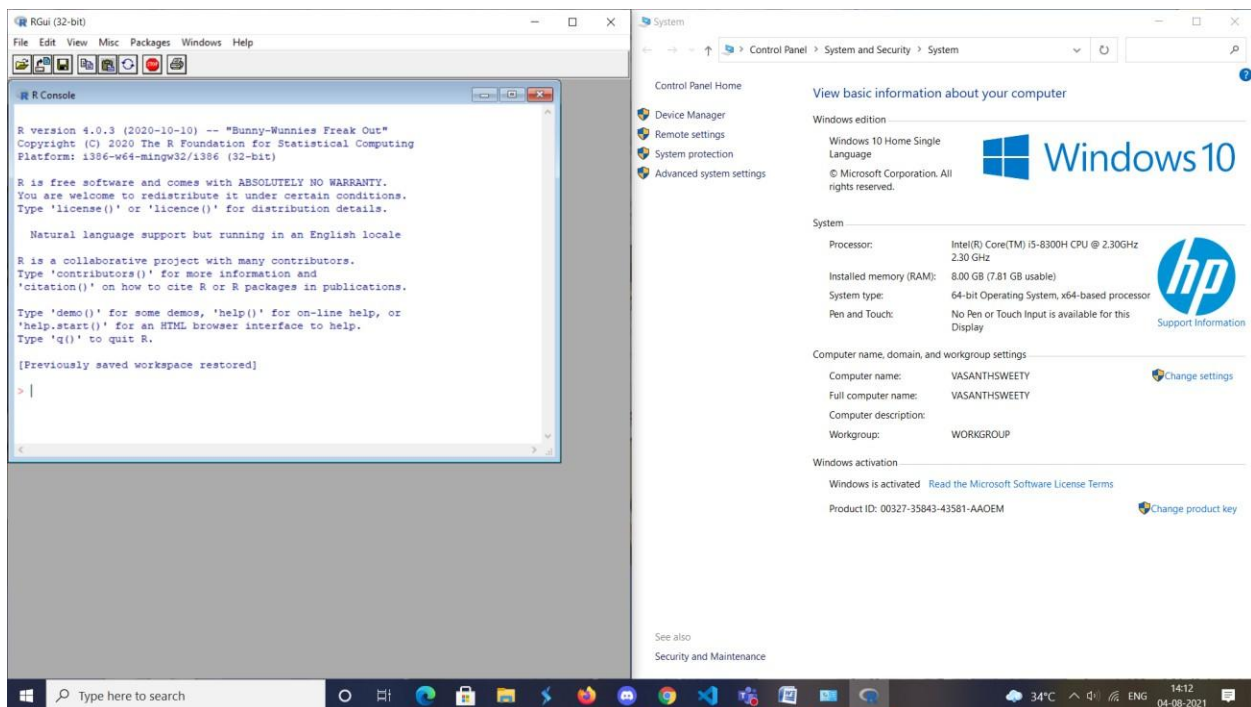 RGui (32-bit)
File Edit View Misc Packages Windows Help
R Console
R version 4.0.3 (2020-10-10) -- "Bunny-Wunnies Freak Out"
Copyright (C) 2020 The R Foundation for Statistical Computing
Platform: i386-w64-mingw32/i386 (32-bit)
R is free software and comes with ABSOLUTELY NO WARRANTY.
You are welcome to redistribute it under certain conditions.
Type 'license()' or 'licence()' for distribution details.
Natural language support but running in an English locale
R is a collaborative project with many contributors.
Type 'contributors()' for more information and
'citation()' on how to cite R or R packages in publications.
Type 'demo()' for some demos, 'help()' for on-line help, or
'help.start()' for an HTML browser interface to help.
Type 'q()' to quit R.
[Previously saved workspace restored]
>
System
Control Panel > System and Security > System
Control Panel Home
Device Manager
Remote settings
System protection
Advanced system settings
See also
Security and Maintenance
View basic information about your computer
Windows edition
Windows 10 Home Single
Language
© Microsoft Corporation. All
rights reserved.
Windows 10
System
Processor: Intel(R) Core(TM) i5-8300H CPU @ 2.30GHz
2.30 GHz
Installed memory (RAM): 8.00 GB (7.81 GB usable)
System type: 64-bit Operating System, x64-based processor
Pen and Touch: No Pen or Touch Input is available for this
Display
hp
Support Information
Computer name, domain, and workgroup settings
Computer name: VASANTHSWEETY
Change settings
Full computer name: VASANTHSWEETY
Computer description:
Workgroup: WORKGROUP
Windows activation
Windows is activated Read the Microsoft Software License Terms
Product ID: 00327-35843-43581-AAOEM
Change product key
Type here to search
34°C
ENG
14:12
04-08-2021